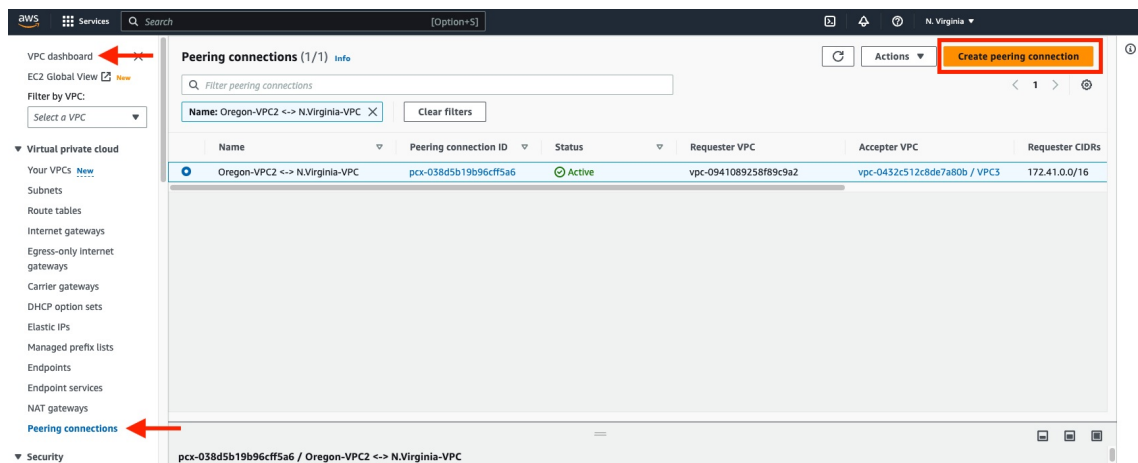 aws Services Search [Option+S] N. Virginia
VPC dashboard
EC2 Global View New
Filter by VPC:
Select a VPC
Virtual private cloud
Your VPCs New
Subnets
Route tables
Internet gateways
Egress-only internet
gateways
Carrier gateways
DHCP option sets
Elastic IPs
Managed prefix lists
Endpoints
Endpoint services
NAT gateways
Peering connections
Security
Peering connections (1/1) Info
Actions
Create peering connection
Filter peering connections
1
Name: Oregon-VPC2 <-> N.Virginia-VPC
Clear filters
Name Peering connection ID Status Requester VPC Accepter VPC Requester CIDRs
Oregon-VPC2 <-> N.Virginia-VPC pcx-038d5b19b96cff5a6 Active vpc-0941089258f89c9a2 vpc-0432c512c8de7a80b / VPC3 172.41.0.0/16
pcx-038d5b19b96cff5a6 / Oregon-VPC2 <-> N.Virginia-VPC